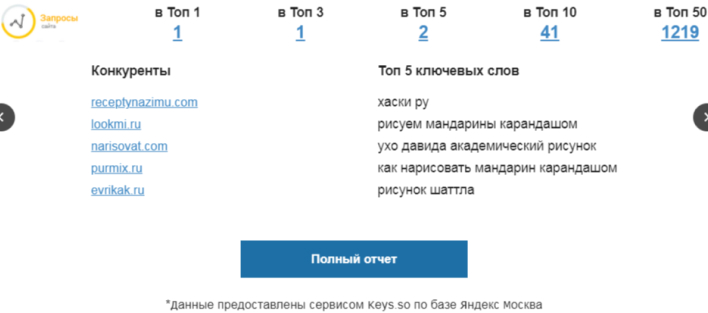 Запросы
сайта
в Топ 1
в Топ 3
в Топ 5
в Топ 10
в Топ 50
1
1
2
41
1219
Конкуренты
Топ 5 ключевых слов
receptynazimu.com
хаски ру
lookmi.ru
рисуем мандарины карандашом
narisovat.com
ухо давида академический рисунок
purmix.ru
как нарисовать мандарин карандашом
evrikak.ru
рисунок шаттла
Полный отчет
*Данные предоставлены сервисом Keys.so по базе Яндекс Москва